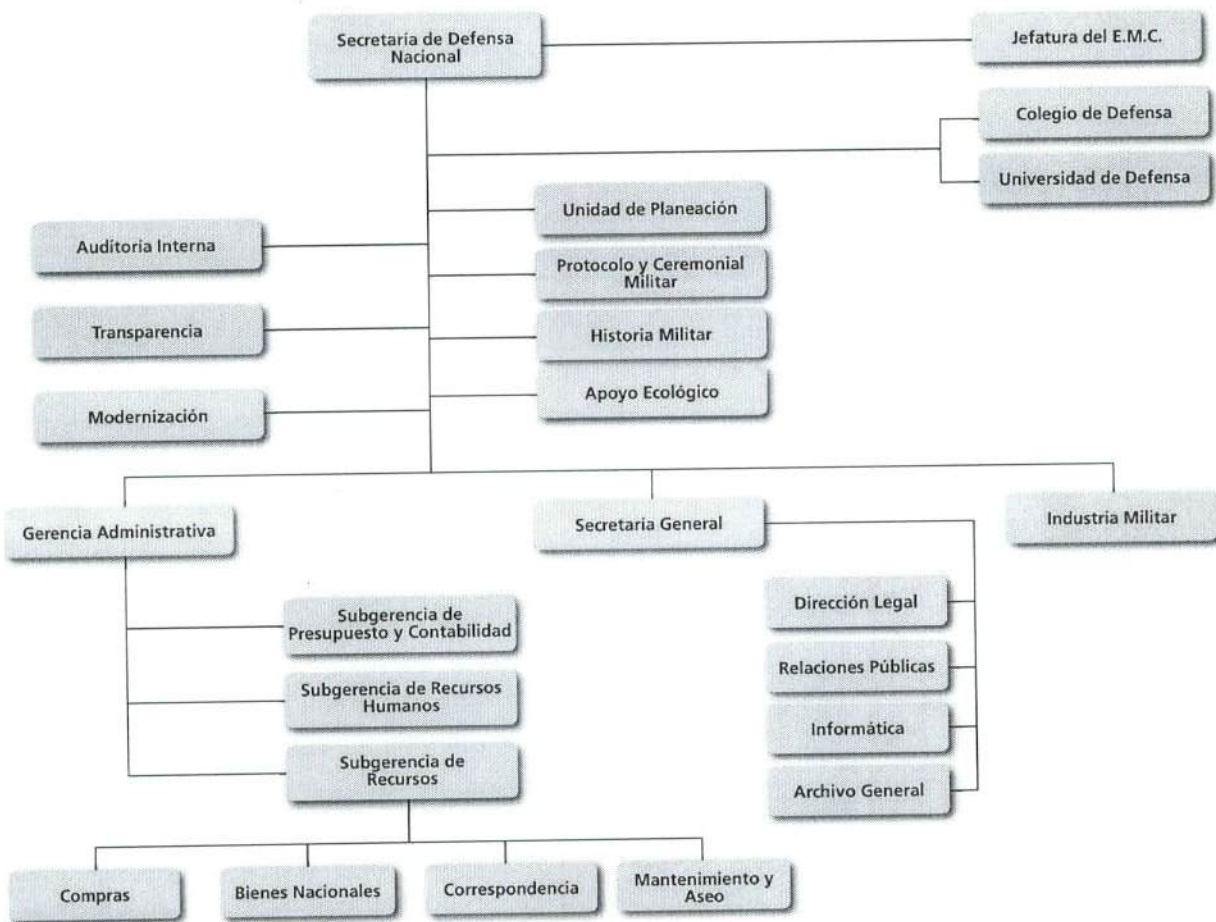 Secretaría de Defensa
Nacional
Jefatura del E.M.C.
Colegio de Defensa
Universidad de Defensa
Unidad de Planeación
Auditoría Interna
Protocolo y Ceremonial
Militar
Transparencia
Historia Militar
Modernización
Apoyo Ecológico
Gerencia Administrativa
Secretaria General
Industria Militar
Subgerencia de
Presupuesto y Contabilidad
Subgerencia de Recursos
Humanos
Subgerencia de
Recursos
Dirección Legal
Relaciones Públicas
Informática
Archivo General
Compras
Bienes Nacionales
Correspondencia
Mantenimiento y
Aseo